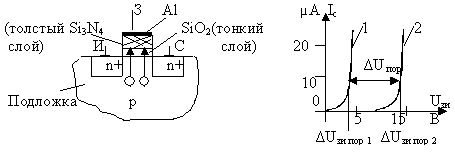 З Al
(толстый Si₃N₄ SiO₂(тонкий
слой) И С слой)
n+ n+
Подложка p
μA I꜀ 1 2
20
ΔUпор
10
0 5 15 Uзи
В
ΔUзи пор 1 ΔUзи пор 2